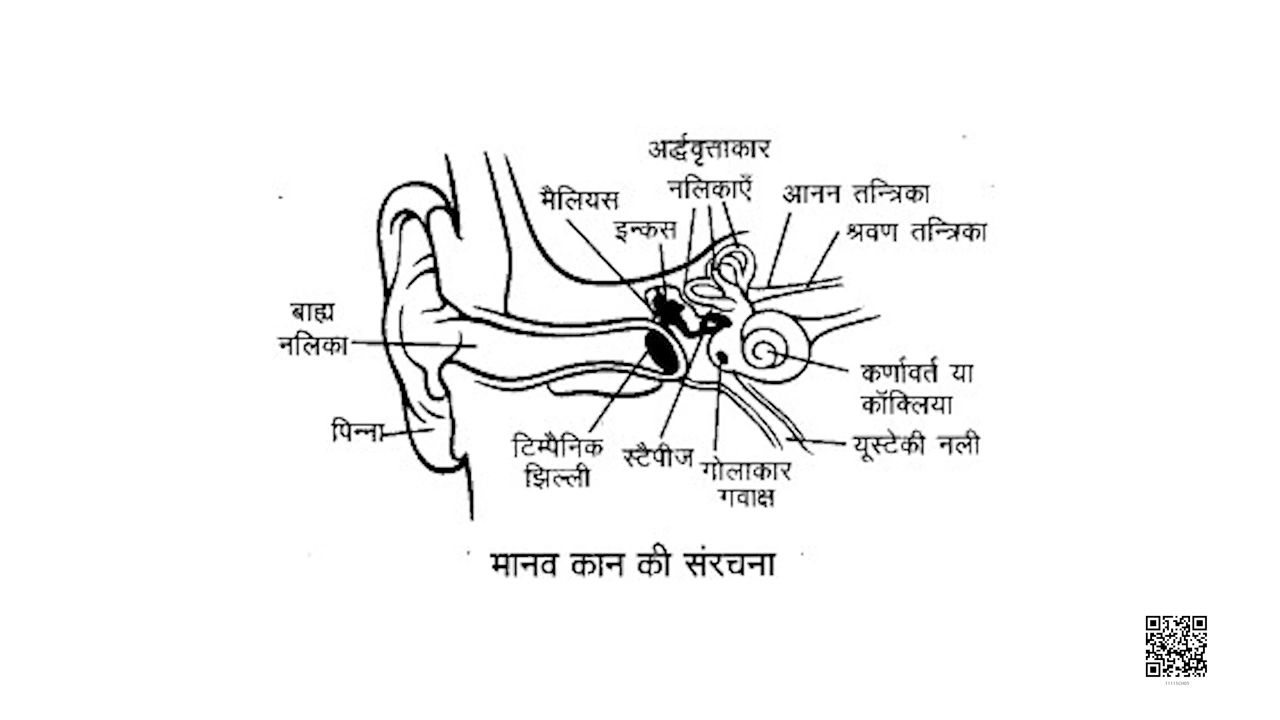 अर्द्धवृत्ताकार
नलिकाएँ
मैलियस
इन्कस
आनन तन्त्रिका
श्रवण तन्त्रिका
बाह्य
नलिका
पिन्ना
टिम्पैनिक
झिल्ली
स्टैपीज
गोलाकार
गवाक्ष
कर्णावर्त या
कॉक्लिया
यूस्टेकी नली
मानव कान की संरचना